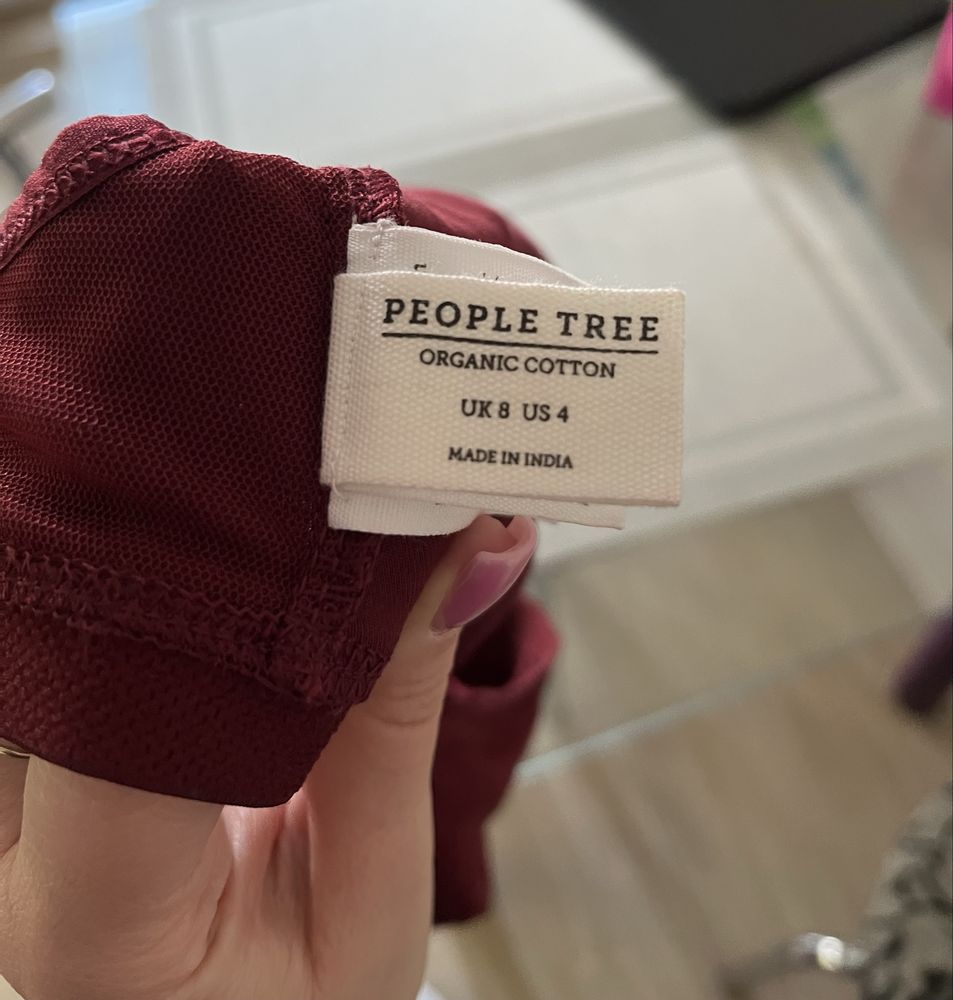 PEOPLE TREE
ORGANIC COTTON
UK 8 US 4
MADE IN INDIA